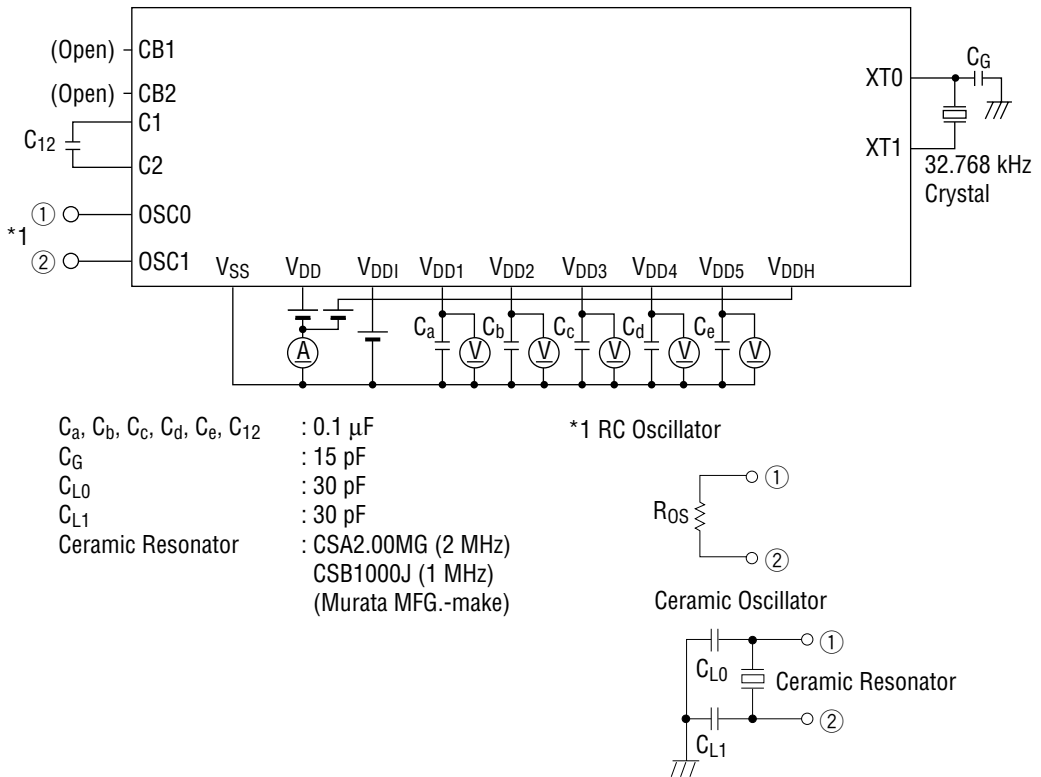 (Open) CB1
(Open) CB2
C1
C12
C2
① OSC0
*1
② OSC1
XT0
CG
XT1
32.768 kHz
Crystal
VSS VDD VDDI VDD1 VDD2 VDD3 VDD4 VDD5 VDDH
Ca Cb Cc Cd Ce
A V V V V V
Ca, Cb, Cc, Cd, Ce, C12 : 0.1 μF
CG : 15 pF
CL0 : 30 pF
CL1 : 30 pF
Ceramic Resonator : CSA2.00MG (2 MHz)
CSB1000J (1 MHz)
(Murata MFG.-make)
*1 RC Oscillator
①
ROS
②
Ceramic Oscillator
①
CL0
Ceramic Resonator
②
CL1